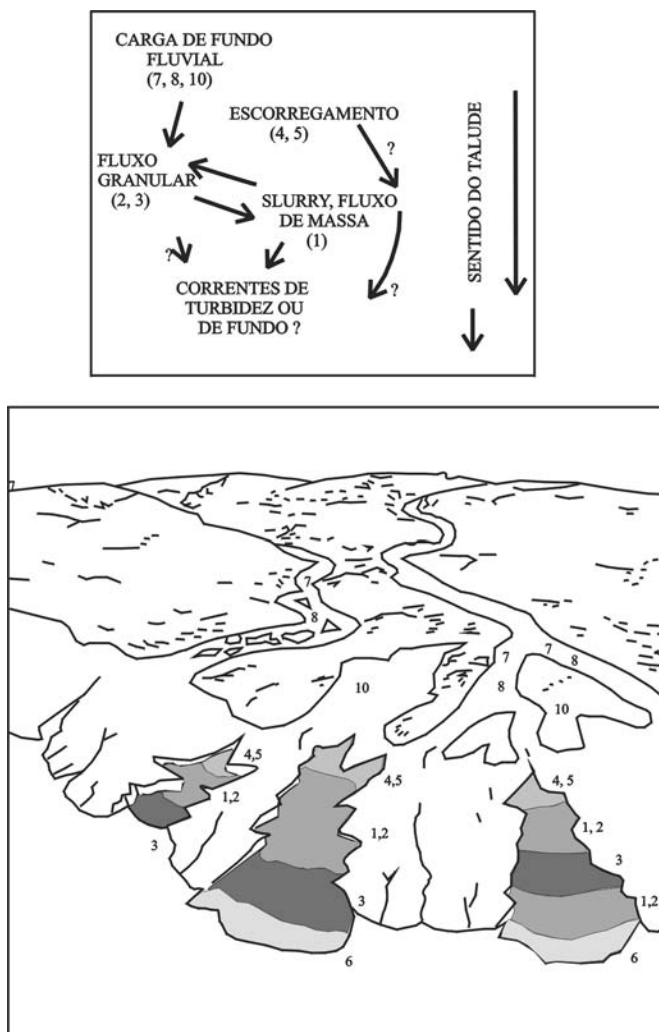 CARGA DE FUNDO
FLUVIAL
(7, 8, 10)
ESCORREGAMENTO
(4, 5)
?
FLUXO
GRANULAR
(2, 3)
SLURRY, FLUXO
DE MASSA
(1)
?
?
CORRENTES DE
TURBIDEZ OU
DE FUNDO ?
SENTIDO DO TALUDE
7
8
7
7
8
8
10
10
4,5
4,5
4, 5
1,2
1,2
1, 2
3
3
3
1,2
6
6